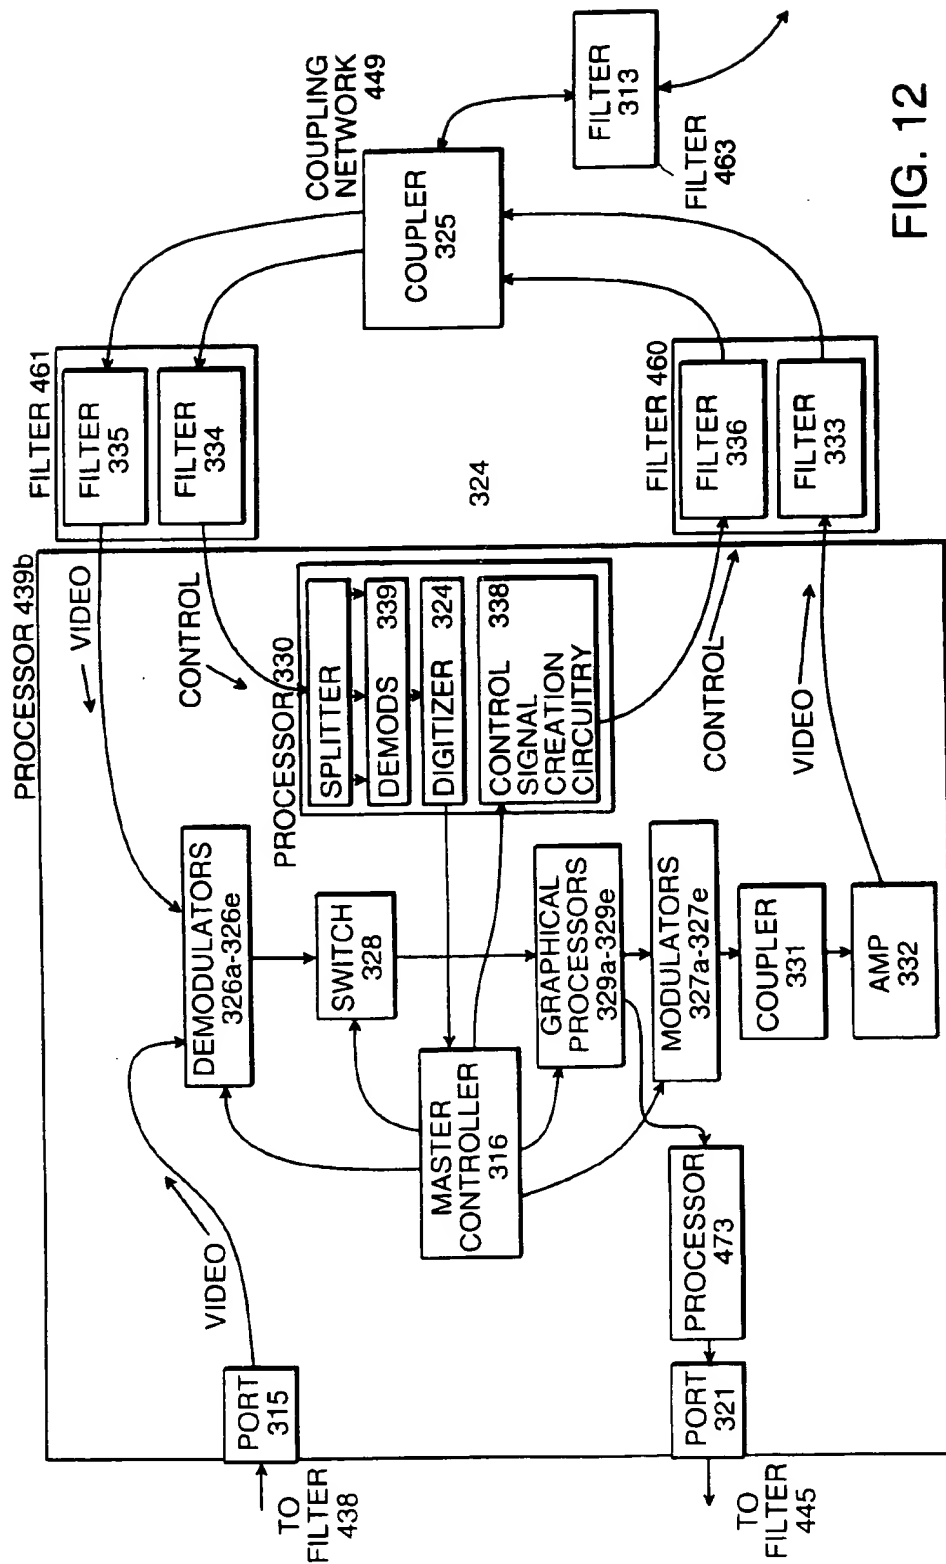 PROCESSOR 439b
FILTER 461
FILTER
335
FILTER
334
COUPLING
NETWORK
449
COUPLER
325
FILTER
313
FILTER
463
VIDEO
CONTROL
324
TO
FILTER
438
PORT
315
VIDEO
DEMODULATORS
326a-326e
SWITCH
328
PROCESSOR 330
SPLITTER
DEMODS 339
DIGITIZER 324
CONTROL 338
SIGNAL
CREATION
CIRCUITRY
MASTER
CONTROLLER
316
GRAPHICAL
PROCESSORS
329a-329e
MODULATORS
327a-327e
COUPLER
331
AMP
332
CONTROL
VIDEO
FILTER 460
FILTER
336
FILTER
333
PROCESSOR
473
PORT
321
TO
FILTER
445
FIG. 12